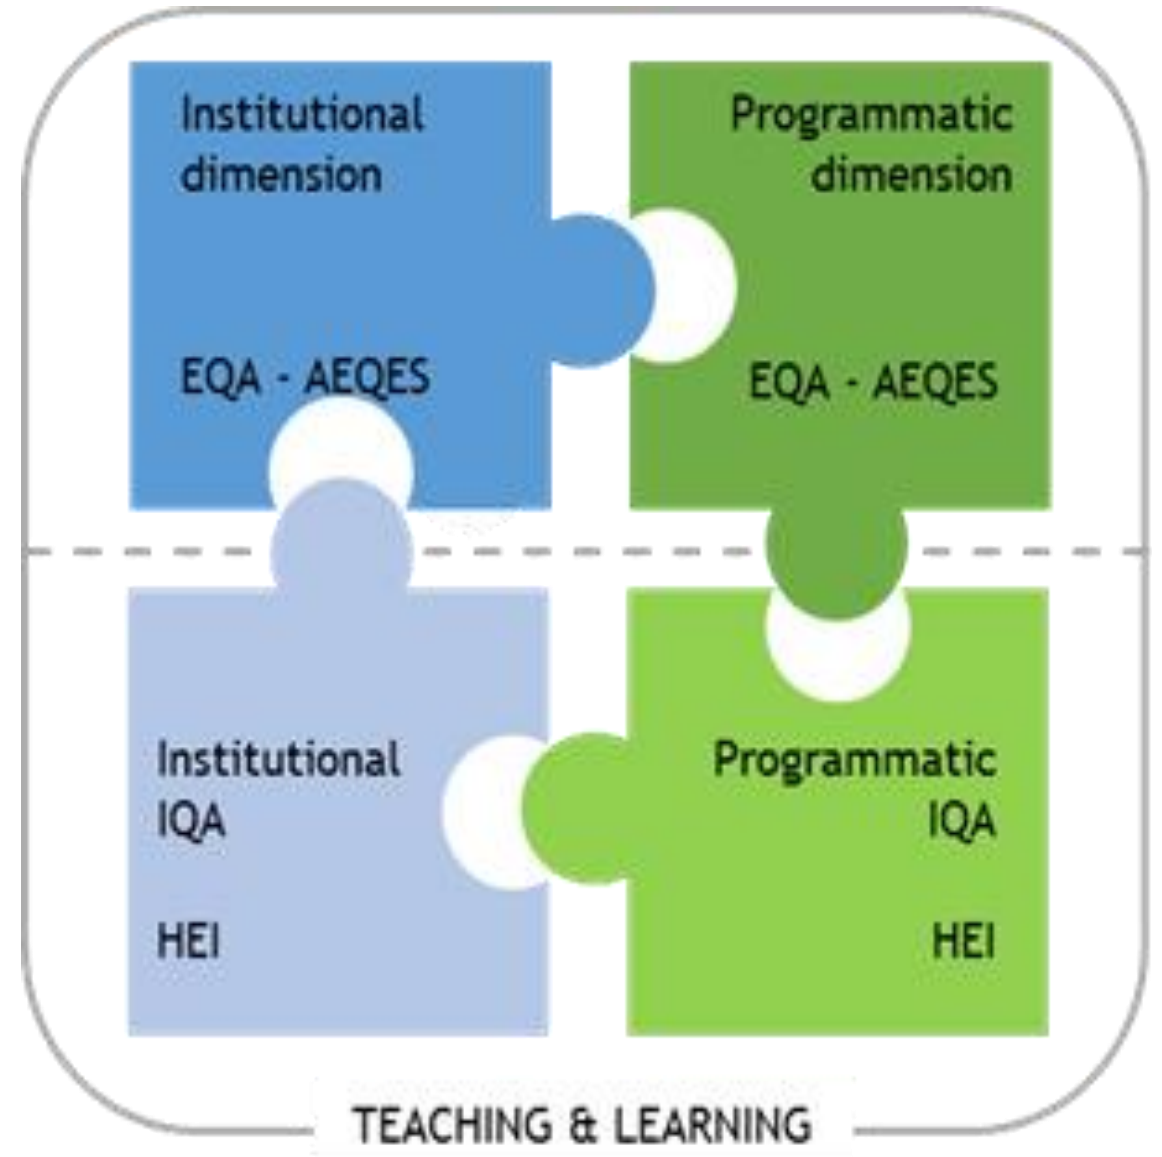 Institutional
dimension
EQA - AEQES
Programmatic
dimension
EQA - AEQES
Institutional
IQA
HEI
Programmatic
IQA
HEI
TEACHING & LEARNING